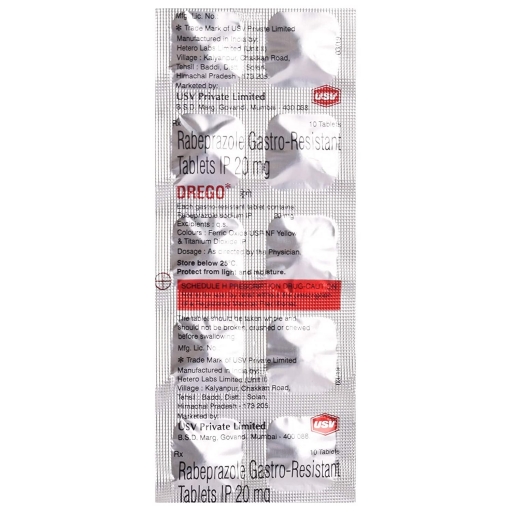 Mfg. Lic. No.
* Trade Mark of USV Private Limited
Manufactured in India by:
Hetero Labs Limited (Unit II)
Village : Kalyanpur, Chakkan Road,
Tehsil : Baddi, Distt. : Solan,
Himachal Pradesh - 173 205
Marketed by:
USV Private Limited
B.S.D. Marg, Govandi, Mumbai - 400 088
USV
Rx
10 Tablets
Rabeprazole Gastro-Resistant
Tablets IP 20 mg
DREGO* ड्रेगो
Each gastro-resistant tablet contains:
Rabeprazole sodium IP 20 mg
Excipients : q.s.
Colours : Ferric Oxide USP-NF Yellow
& Titanium Dioxide IP
Dosage : As directed by the Physician.
Store below 25°C.
Protect from light and moisture.
SCHEDULE H PRESCRIPTION DRUG-CAUTION
The tablet should be taken whole and
should not be broken, crushed or chewed
before swallowing.
Mfg. Lic. No.
* Trade Mark of USV Private Limited
Manufactured in India by:
Hetero Labs Limited (Unit II)
Village : Kalyanpur, Chakkan Road,
Tehsil : Baddi, Distt. : Solan,
Himachal Pradesh - 173 205
Marketed by:
USV Private Limited
B.S.D. Marg, Govandi, Mumbai - 400 088
USV
Rx
10 Tablets
Rabeprazole Gastro-Resistant
Tablets IP 20 mg